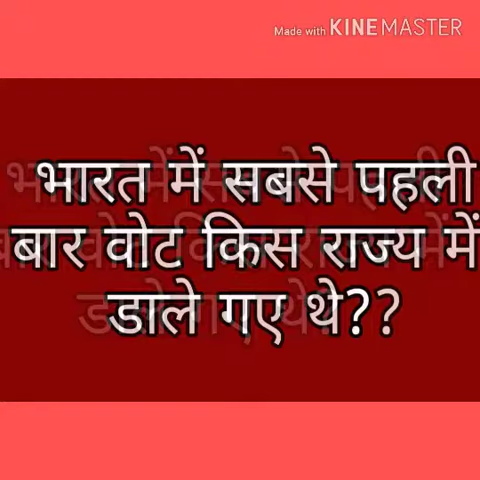 Made with KINEMASTER
भारत में सबसे पहली
बार वोट किस राज्य में
डाले गए थे??